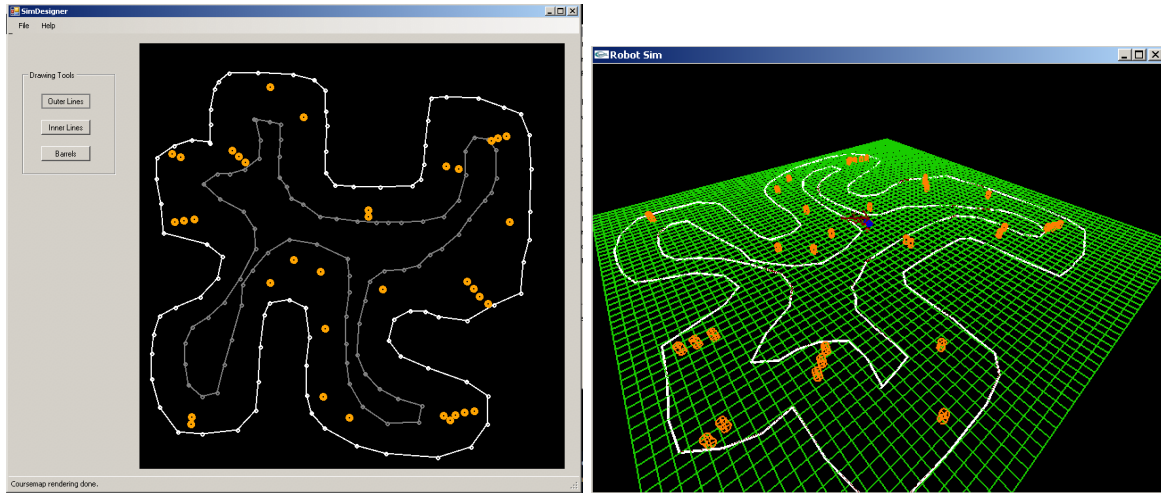 SimDesigner
File Help
Drawing Tools
Outer Lines
Inner Lines
Barrels
Coursemap rendering done.
Robot Sim